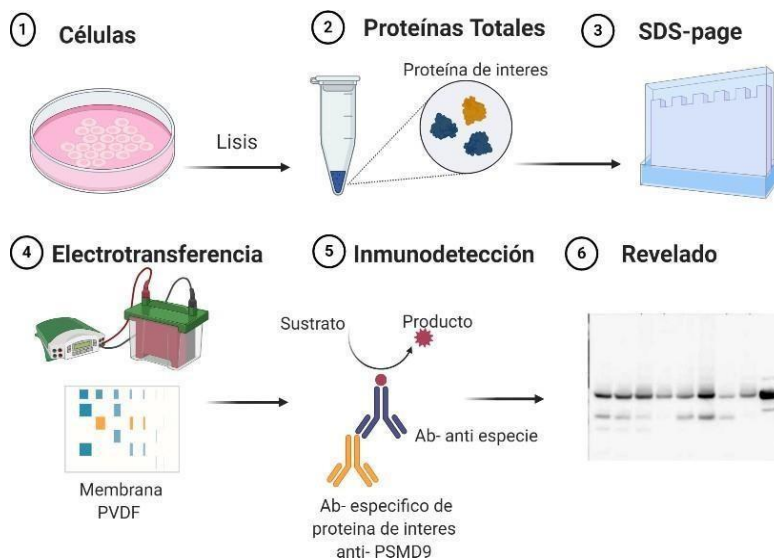 1 Células
2 Proteínas Totales
3 SDS-page
Proteína de interes
Lisis
4 Electrotransferencia
5 Inmunodetección
6 Revelado
Sustrato
Producto
Ab- anti especie
Membrana
PVDF
Ab- especifico de
proteina de interes
anti- PSMD9